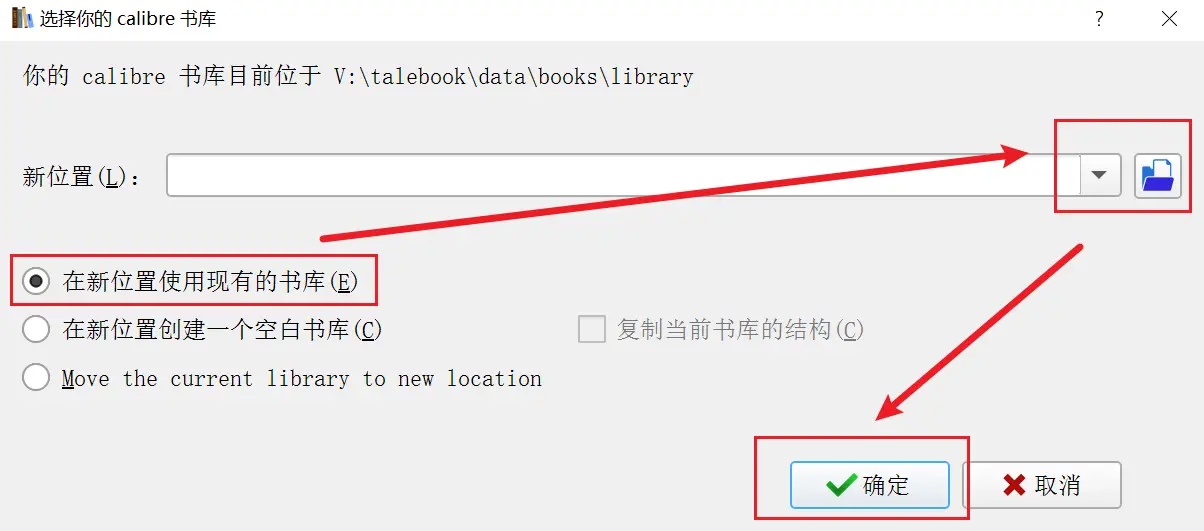 选择你的 calibre 书库
你的 calibre 书库目前位于 V:\talebook\data\books\library
新位置(L)：
在新位置使用现有的书库(E)
在新位置创建一个空白书库(C) 复制当前书库的结构(C)
Move the current library to new location
确定 取消